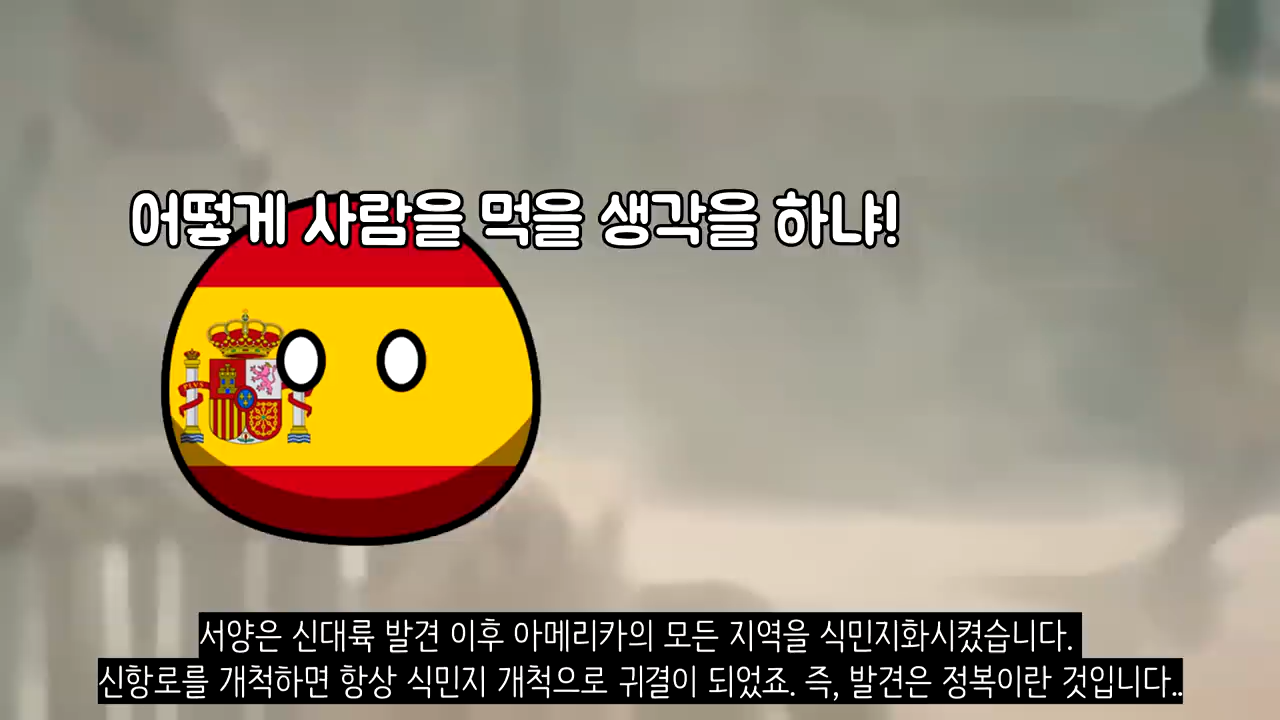 어떻게 사람을 먹을 생각을 하냐!
PLVS
서양은 신대륙 발견 이후 아메리카의 모든 지역을 식민지화시켰습니다.
신항로를 개척하면 항상 식민지 개척으로 귀결이 되었죠. 즉, 발견은 정복이란 것입니다..